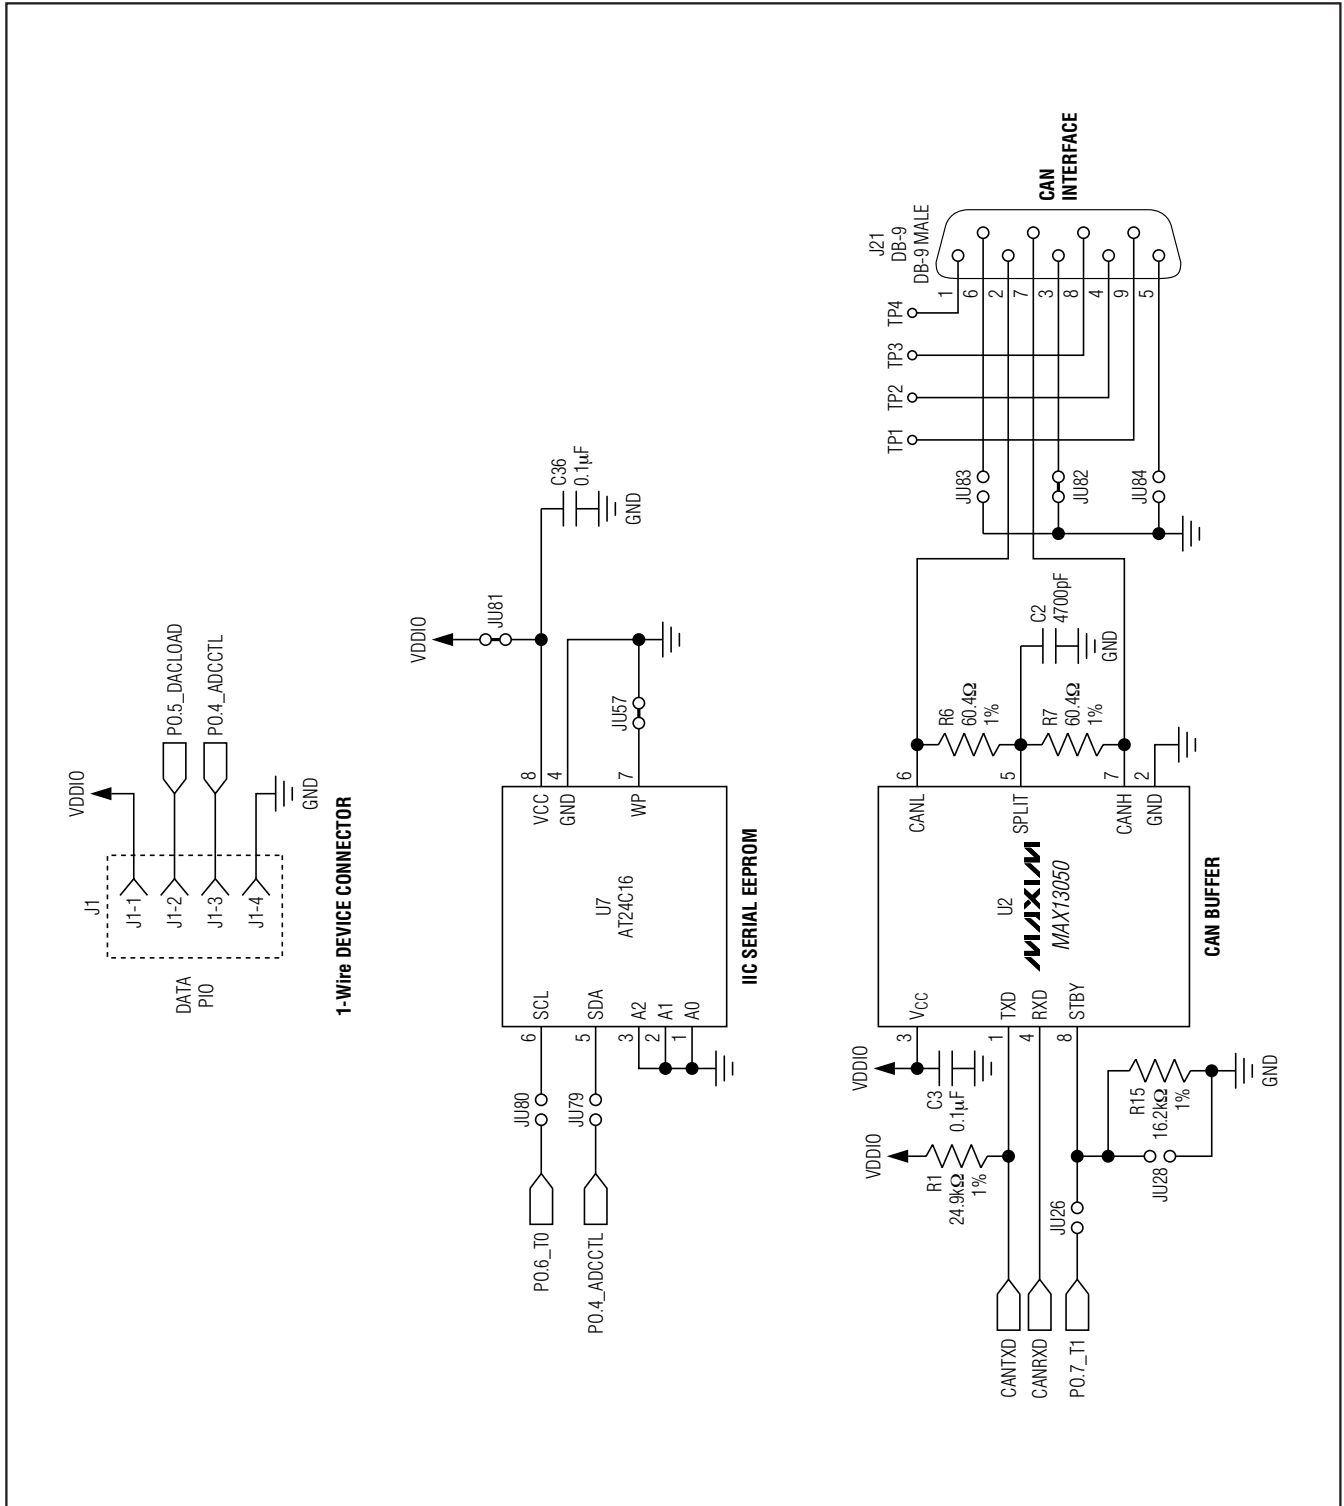 J1
J1-1
J1-2
J1-3
J1-4
DATA
PIO
VDDIO
P0.5_DACLOAD
P0.4_ADCCTL
GND
1-Wire DEVICE CONNECTOR
P0.6_T0
P0.4_ADCCTL
JU80
JU79
6
5
3
2
1
SCL
SDA
A2
A1
A0
U7
AT24C16
VCC
GND
WP
8
4
7
VDDIO
JU81
JU57
C36
0.1μF
GND
IIC SERIAL EEPROM
CANTXD
CANRXD
P0.7_T1
VDDIO
R1
24.9kΩ
1%
VDDIO
C3
0.1μF
JU26
JU28
R15
16.2kΩ
1%
GND
3
1
4
8
VCC
TXD
RXD
STBY
U2
MAXIM
MAX13050
CANL
SPLIT
CANH
GND
6
5
7
2
R6
60.4Ω
1%
R7
60.4Ω
1%
C2
4700pF
GND
CAN BUFFER
JU83
JU82
JU84
TP1
TP2
TP3
TP4
1
6
2
7
3
8
4
9
5
J21
DB-9
DB-9 MALE
CAN
INTERFACE